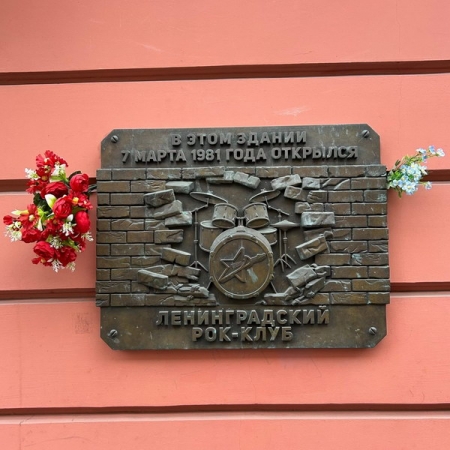 В ЭТОМ ЗДАНИИ
7 МАРТА 1981 ГОДА ОТКРЫЛСЯ
ЛЕНИНГРАДСКИЙ
РОК-КЛУБ